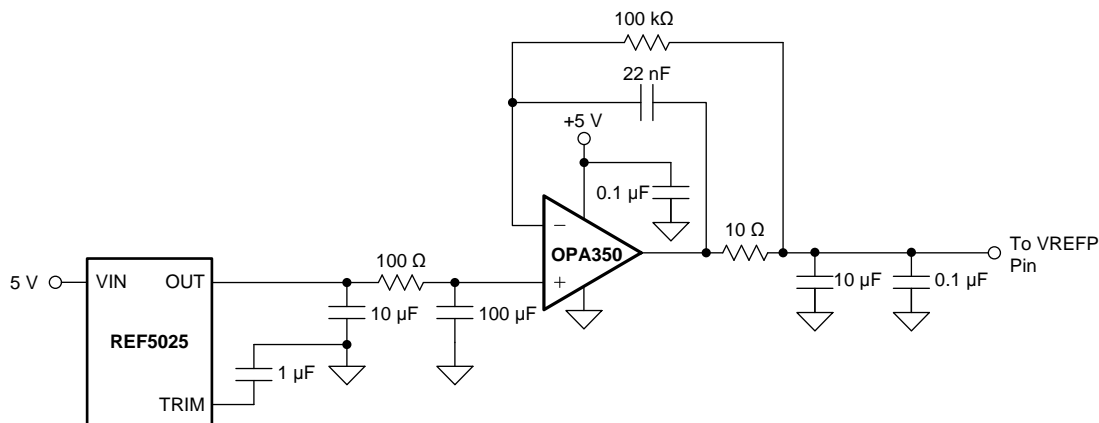 100 kΩ
22 nF
+5 V
0.1 µF
−
OPA350
+
10 Ω
To VREFP
Pin
10 µF
0.1 µF
5 V
VIN
OUT
REF5025
TRIM
100 Ω
10 µF
100 µF
1 µF